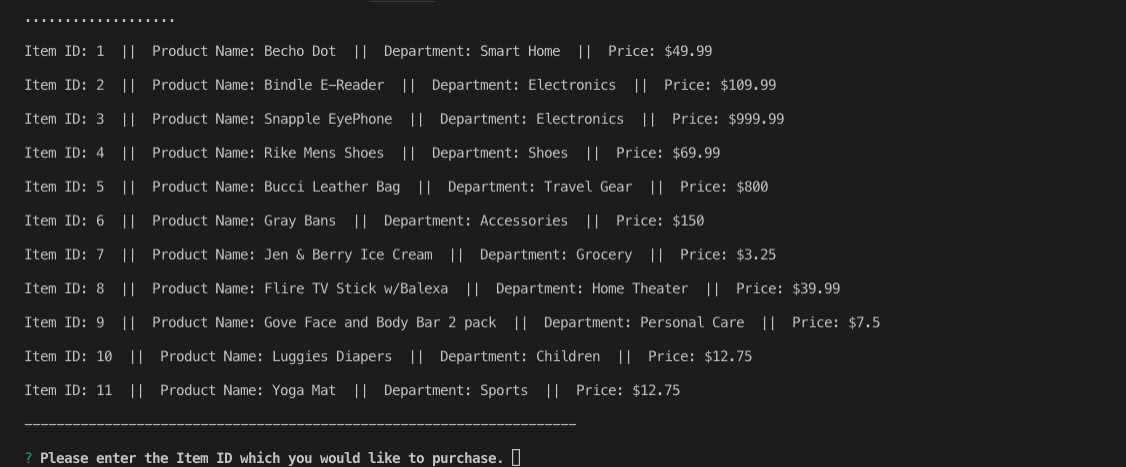 ...................
Item ID: 1  ||  Product Name: Becho Dot  ||  Department: Smart Home  ||  Price: $49.99
Item ID: 2  ||  Product Name: Bindle E-Reader  ||  Department: Electronics  ||  Price: $109.99
Item ID: 3  ||  Product Name: Snapple EyePhone  ||  Department: Electronics  ||  Price: $999.99
Item ID: 4  ||  Product Name: Rike Mens Shoes  ||  Department: Shoes  ||  Price: $69.99
Item ID: 5  ||  Product Name: Bucci Leather Bag  ||  Department: Travel Gear  ||  Price: $800
Item ID: 6  ||  Product Name: Gray Bans  ||  Department: Accessories  ||  Price: $150
Item ID: 7  ||  Product Name: Jen & Berry Ice Cream  ||  Department: Grocery  ||  Price: $3.25
Item ID: 8  ||  Product Name: Flire TV Stick w/Balexa  ||  Department: Home Theater  ||  Price: $39.99
Item ID: 9  ||  Product Name: Gove Face and Body Bar 2 pack  ||  Department: Personal Care  ||  Price: $7.5
Item ID: 10  ||  Product Name: Luggies Diapers  ||  Department: Children  ||  Price: $12.75
Item ID: 11  ||  Product Name: Yoga Mat  ||  Department: Sports  ||  Price: $12.75
---------------------------------------------------------------------
? Please enter the Item ID which you would like to purchase.